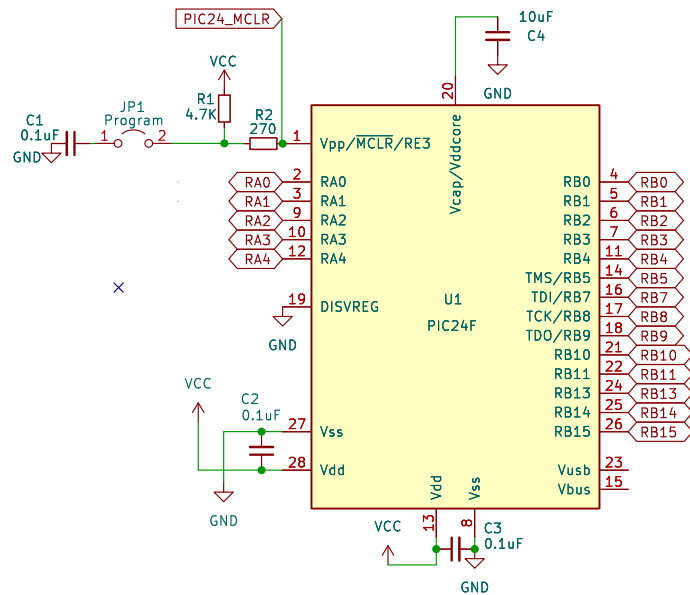 PIC24_MCLR
10uF
C4
GND
VCC
R1
4.7K
R2
270
JP1
Program
C1
0.1uF
GND
1
2
20
Vcap/Vddcore
1 Vpp/MCLR/RE3
RA0 2 RA0
RA1 3 RA1
RA2 9 RA2
RA3 10 RA3
RA4 12 RA4
19 DISVREG
GND
U1
PIC24F
RB0 4 RB0
RB1 5 RB1
RB2 6 RB2
RB3 7 RB3
RB4 11 RB4
TMS/RB5 14 RB5
TDI/RB7 16 RB7
TCK/RB8 17 RB8
TDO/RB9 18 RB9
RB10 21 RB10
RB11 22 RB11
RB13 24 RB13
RB14 25 RB14
RB15 26 RB15
Vusb 23
Vbus 15
VCC
C2
0.1uF
27 Vss
28 Vdd
GND
Vdd
13
Vss
8
VCC
C3
0.1uF
GND